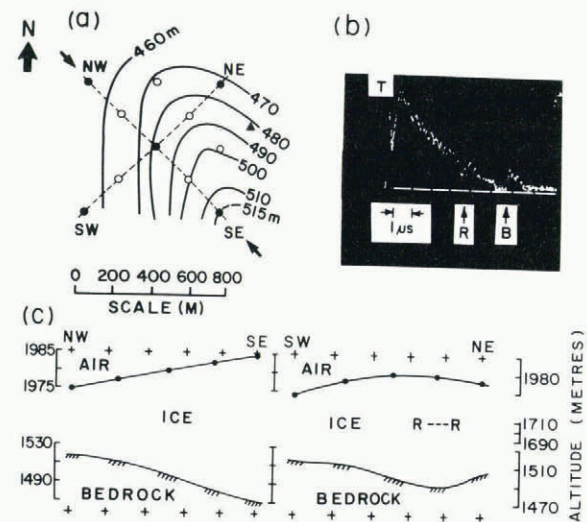 (a)
N
460m
NW
NE
470
480
490
500
510
515m
SW
SE
0 200 400 600 800
SCALE (M)
(b)
T
1 μs
R
B
(c)
NW
SE
SW
NE
1985
1975
AIR
AIR
1980
ICE
ICE
R---R
1710
1690
1530
1490
1510
1470
BEDROCK
BEDROCK
ALTITUDE (METRES)